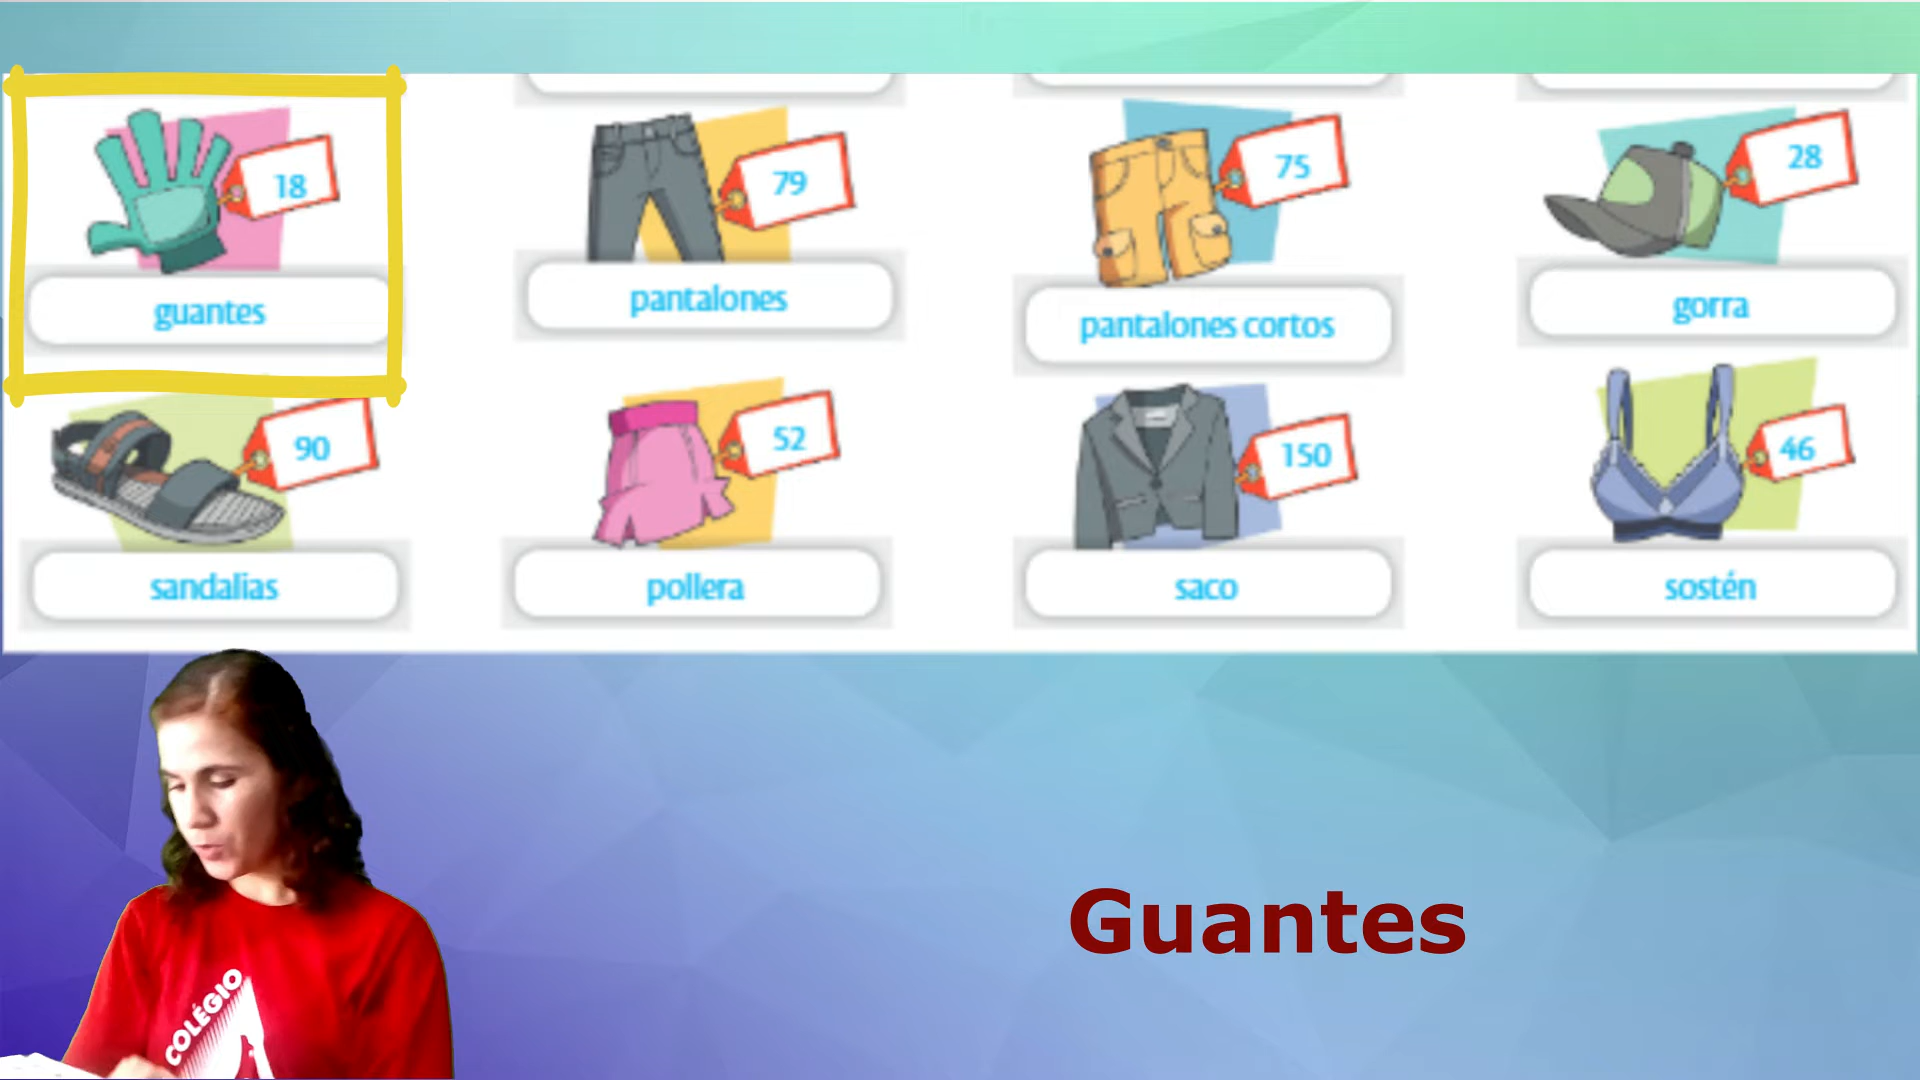 18
79
75
28
guantes
pantalones
pantalones cortos
gorra
90
52
150
46
sandalias
pollera
saco
sostén
Guantes
COLÉGIO